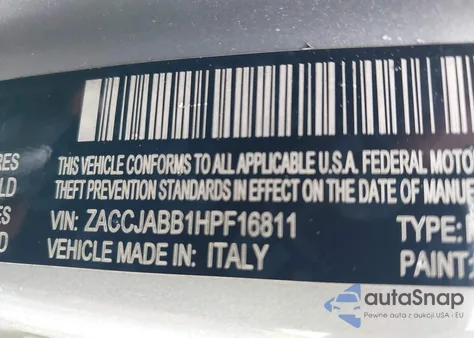 THIS VEHICLE CONFORMS TO ALL APPLICABLE U.S.A. FEDERAL MOTO
RES
THEFT PREVENTION STANDARDS IN EFFECT ON THE DATE OF MANUF
LD
VIN: ZACCJABB1HPF16811 TYPE:
ES
VEHICLE MADE IN: ITALY PAINT:
D
autoSnap
Pewne auta z aukcji USA i EU